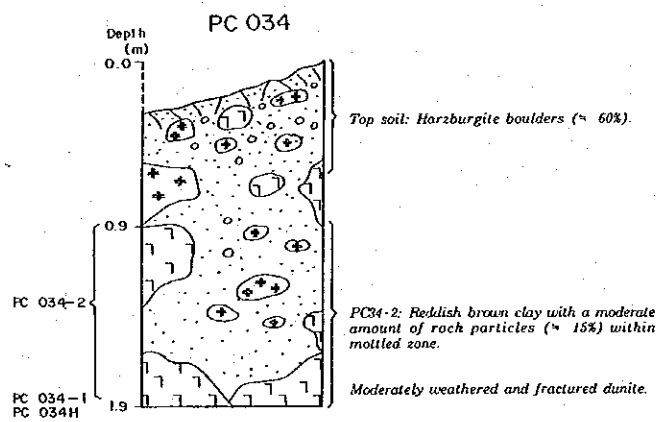 PC 034
Depth
(m)
0.0
Top soil: Harzburgite boulders (≒ 60%).
0.9
PC 034-2
PC34-2: Reddish brown clay with a moderate
amount of rock particles (≒ 15%) within
mottled zone.
Moderately weathered and fractured dunite.
PC 034-1
PC 034H
1.9